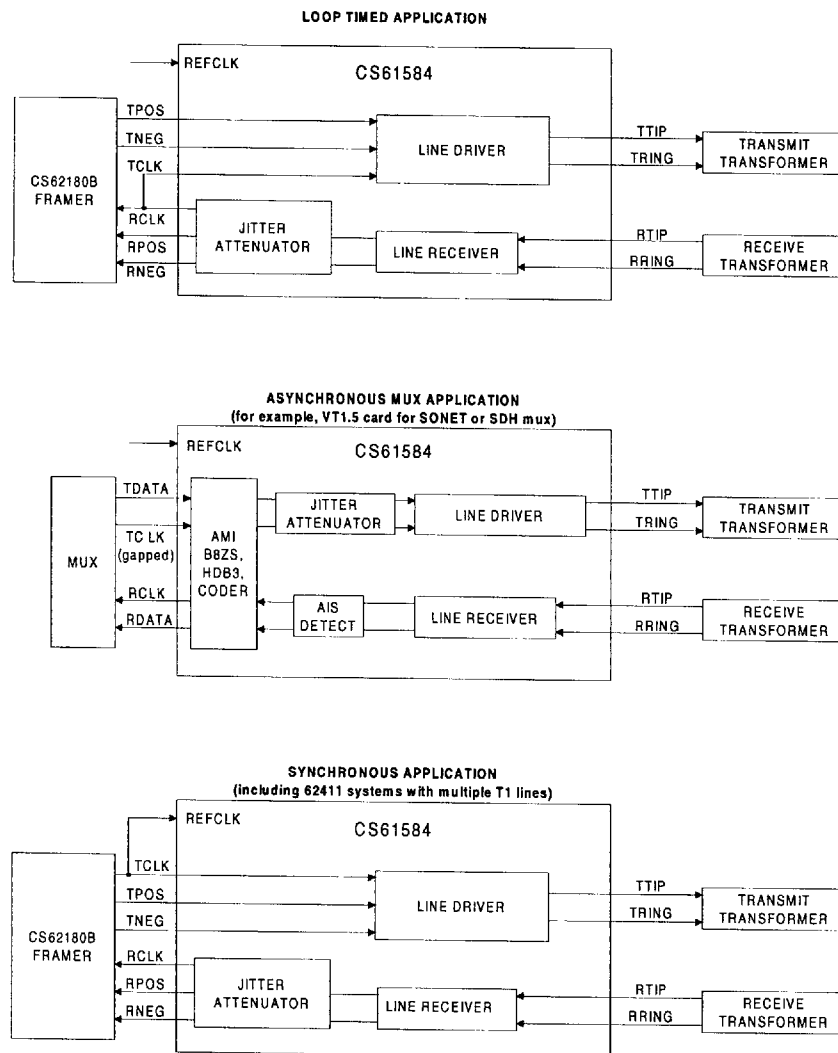 LOOP TIMED APPLICATION
REFCLK
CS61584
TPOS
TNEG
TCLK
RCLK
RPOS
RNEG
CS62180B
FRAMER
LINE DRIVER
JITTER
ATTENUATOR
LINE RECEIVER
TTIP
TRING
RTIP
RRING
TRANSMIT
TRANSFORMER
RECEIVE
TRANSFORMER
ASYNCHRONOUS MUX APPLICATION
(for example, VT1.5 card for SONET or SDH mux)
REFCLK
CS61584
MUX
TDATA
TC LK
(gapped)
RCLK
RDATA
AMI
B8ZS,
HDB3,
CODER
JITTER
ATTENUATOR
LINE DRIVER
AIS
DETECT
LINE RECEIVER
TTIP
TRING
RTIP
RRING
TRANSMIT
TRANSFORMER
RECEIVE
TRANSFORMER
SYNCHRONOUS APPLICATION
(including 62411 systems with multiple T1 lines)
REFCLK
CS61584
CS62180B
FRAMER
TCLK
TPOS
TNEG
RCLK
RPOS
RNEG
LINE DRIVER
JITTER
ATTENUATOR
LINE RECEIVER
TTIP
TRING
RTIP
RRING
TRANSMIT
TRANSFORMER
RECEIVE
TRANSFORMER